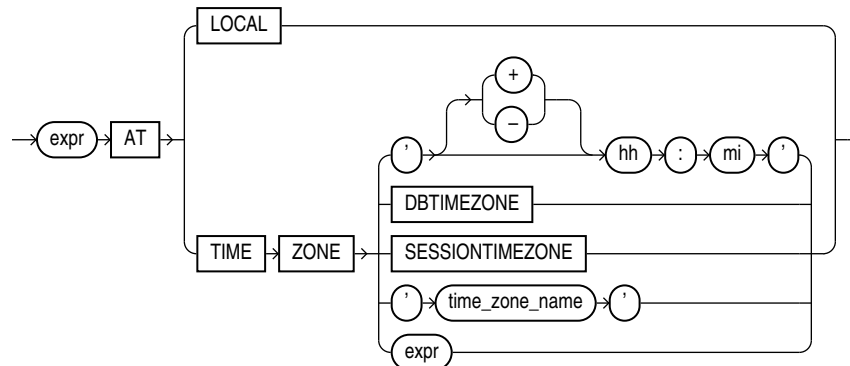 LOCAL
+
–
expr AT ’ hh : mi ’
DBTIMEZONE
TIME ZONE SESSIONTIMEZONE
’ time_zone_name ’
expr